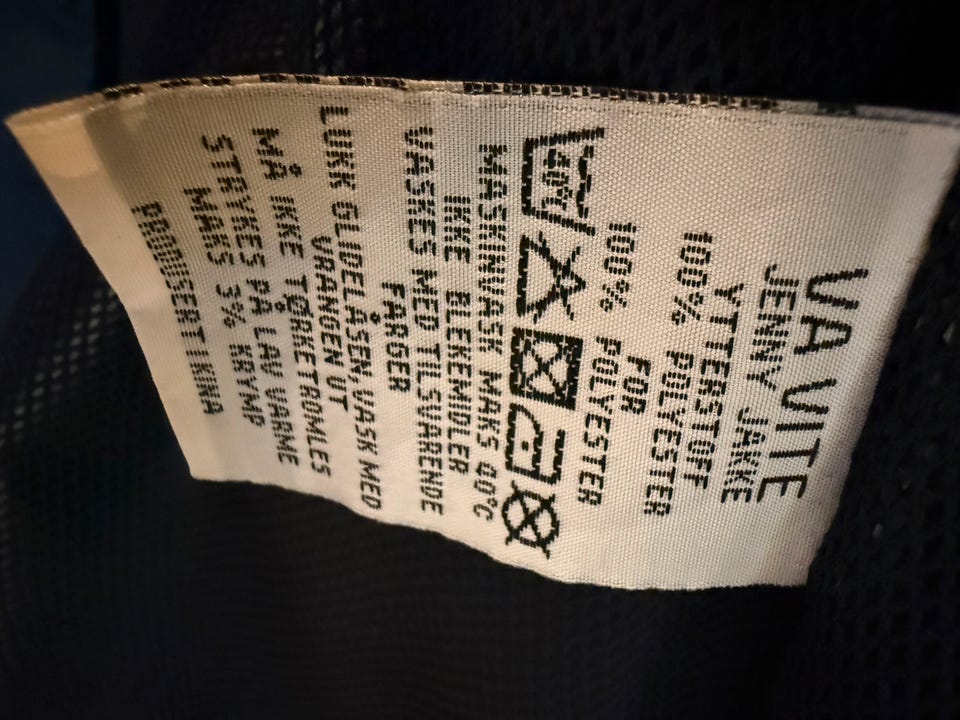 VA VITE
JENNY JAKKE
YTTERSTOFF
100% POLYESTER
FOR
100% POLYESTER
40°C
MASKINVASK MAKS 40°C
IKKE BLEKEMIDLER
VASKES MED TILSVARENDE
FARGER
LUKK GLIDELÅSEN, VASK MED
VRANGEN UT
MÅ IKKE TØRKETROMLES
STRYKES PÅ LAV VARME
MAKS 3% KRYMP
PRODUSERT I KINA